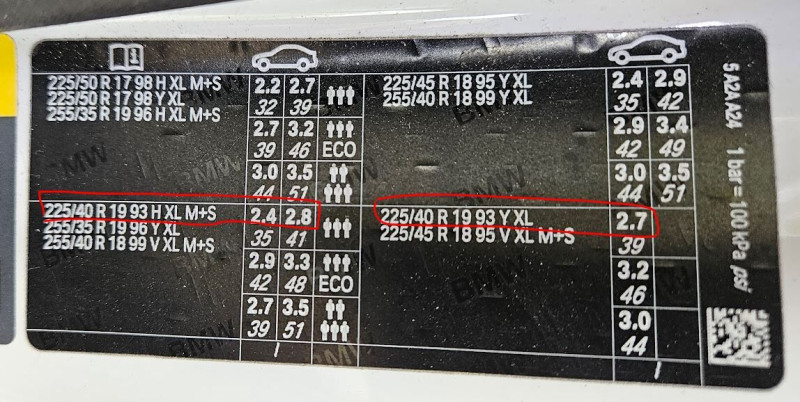 225/50 R 17 98 H XL M+S 2.2 2.7 225/45 R 18 95 Y XL 2.4 2.9
225/50 R 17 98 Y XL 32 39 255/40 R 18 99 Y XL 35 42
255/35 R 19 96 H XL M+S
2.7 3.2 2.9 3.4
39 46 ECO 42 49
3.0 3.5 3.0 3.5
44 51 44 51
225/40 R 19 93 H XL M+S 2.4 2.8 225/40 R 19 93 Y XL 2.7
255/35 R 19 96 Y XL 35 41 225/45 R 18 95 V XL M+S 39
255/40 R 18 99 V XL M+S
2.9 3.3 3.2
42 48 ECO 46
2.7 3.5 3.0
39 51 44
/ /
5A2AA24 1 bar = 100 kPa psi
BMW
BMW
BMW
BMW
BMW
BMW